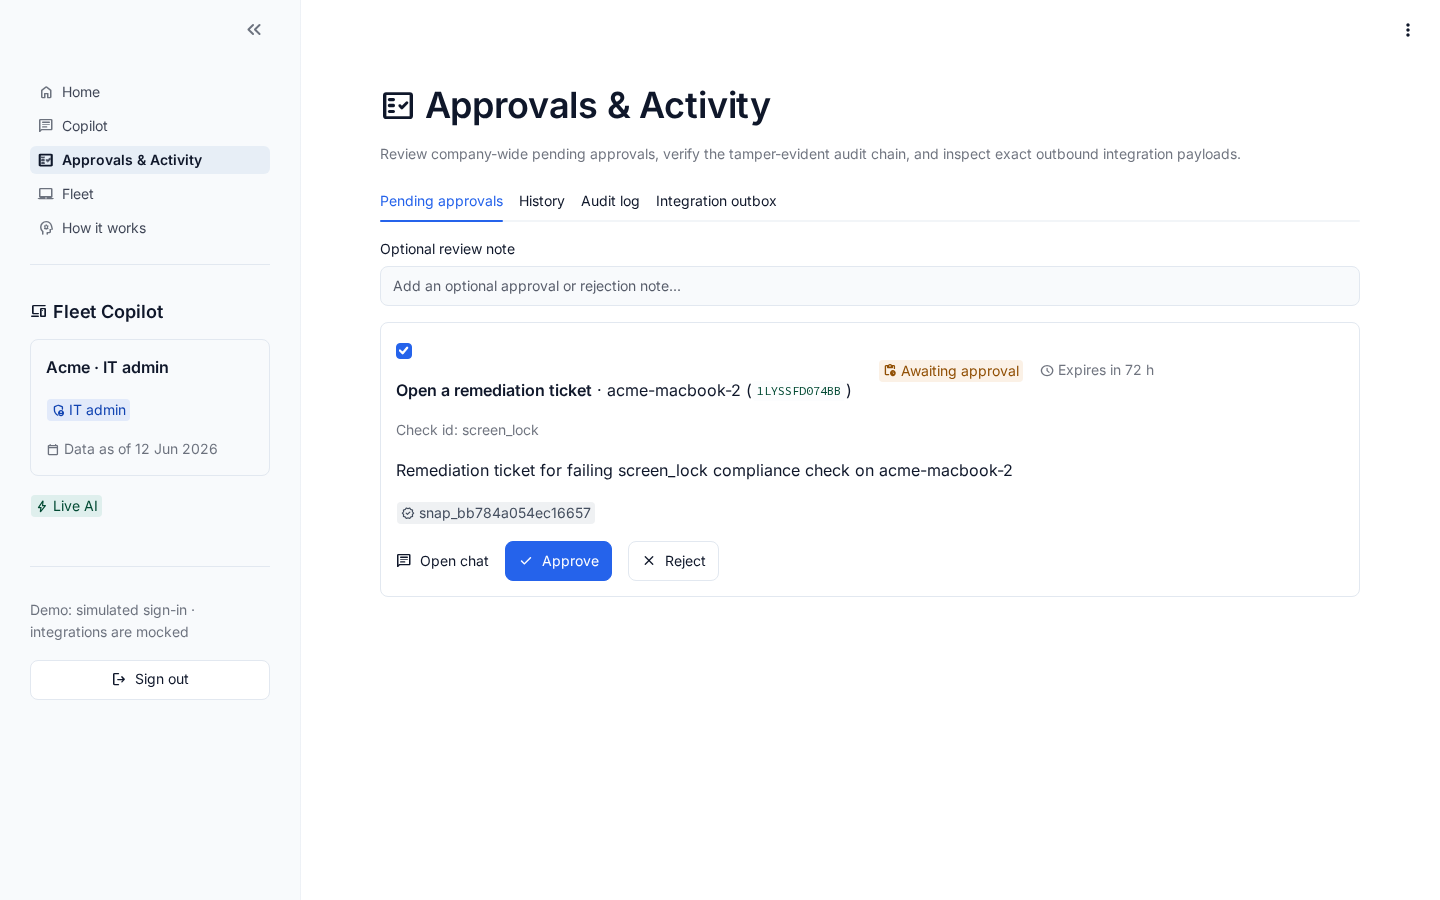 Home
Copilot
Approvals & Activity
Fleet
How it works
Fleet Copilot
Acme · IT admin
IT admin
Data as of 12 Jun 2026
Live AI
Demo: simulated sign-in ·
integrations are mocked
Sign out
Approvals & Activity
Review company-wide pending approvals, verify the tamper-evident audit chain, and inspect exact outbound integration payloads.
Pending approvals History Audit log Integration outbox
Optional review note
Add an optional approval or rejection note...
Open a remediation ticket · acme-macbook-2 ( 1LYSSFD074BB )
Awaiting approval
Expires in 72 h
Check id: screen_lock
Remediation ticket for failing screen_lock compliance check on acme-macbook-2
snap_bb784a054ec16657
Open chat Approve Reject